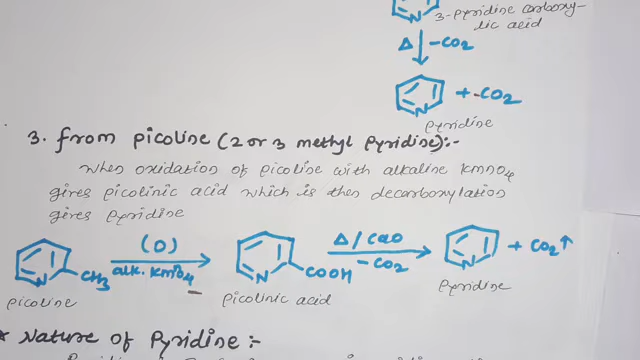 3-Pyridine carboxy
lic acid
Δ -CO2
N + -CO2
Pyridine
3. from picoline (2 or 3 methyl Pyridine):-
when oxidation of picoline with alkaline KmnO4
gives picolinic acid which is then decarboxylation
gives Pyridine
N CH3 (O) alk. KmnO4 N COOH Δ/CaO -CO2 N + CO2↑
picoline picolinic acid Pyridine
* Nature of Pyridine :-